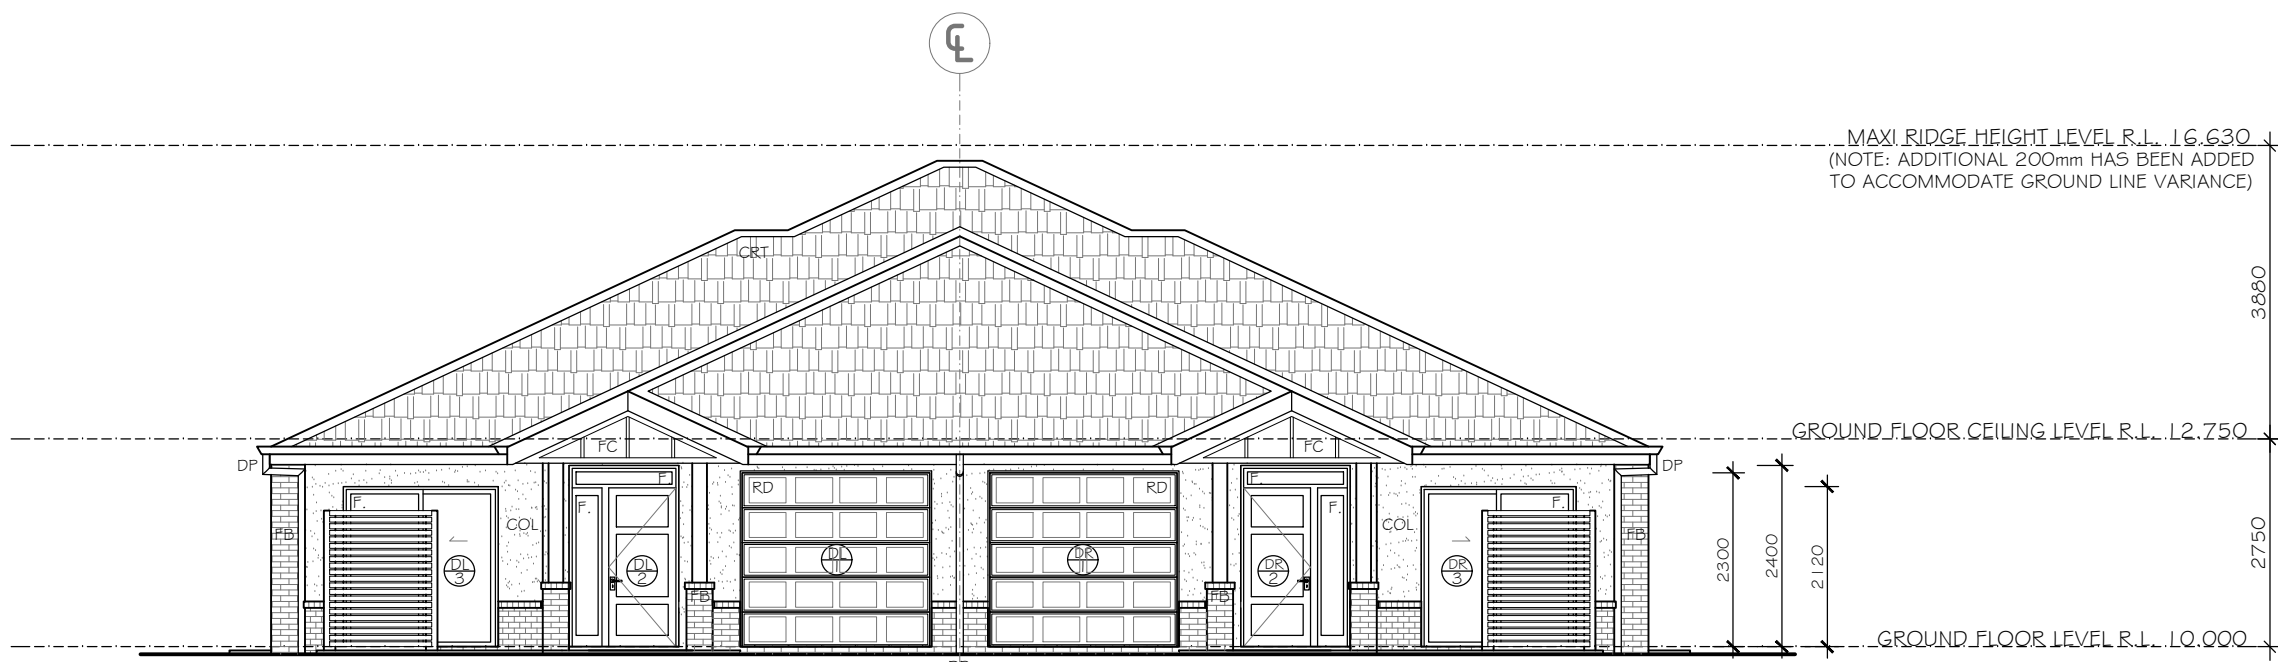 CL
MAXI RIDGE HEIGHT LEVEL R.L. 16.630
(NOTE: ADDITIONAL 200mm HAS BEEN ADDED
TO ACCOMMODATE GROUND LINE VARIANCE)
CRT
3880
GROUND FLOOR CEILING LEVEL R.L. 12.750
FC
FC
DP
DP
RD
RD
F.
F.
F.
F.
F.
F.
COL
COL
FB
FB
DL
3
DL
2
DL
1
DR
1
DR
2
DR
3
FB
FB
2300
2400
2120
2750
GROUND FLOOR LEVEL R.L. 10.000